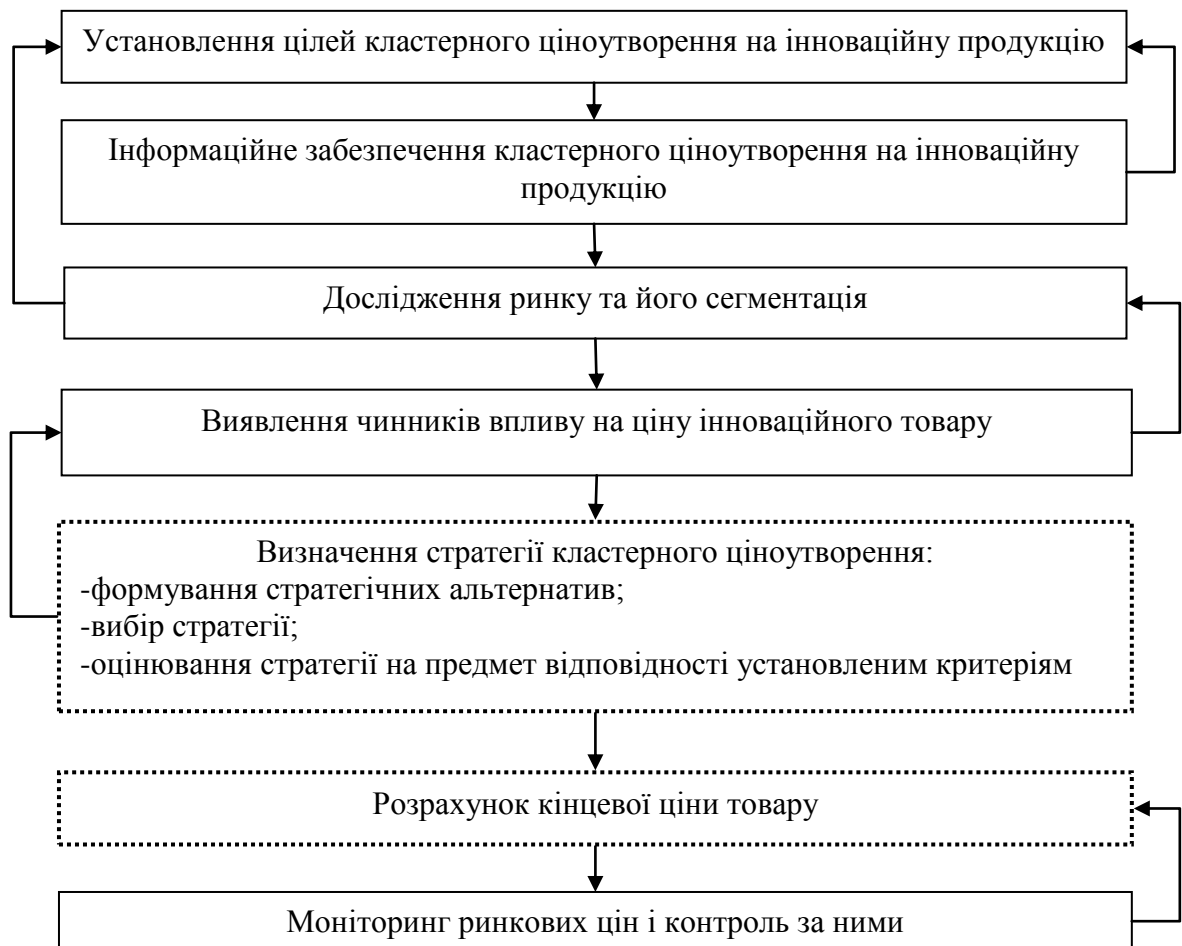 Установлення цілей кластерного ціноутворення на інноваційну продукцію
Інформаційне забезпечення кластерного ціноутворення на інноваційну
продукцію
Дослідження ринку та його сегментація
Виявлення чинників впливу на ціну інноваційного товару
Визначення стратегії кластерного ціноутворення:
-формування стратегічних альтернатив;
-вибір стратегії;
-оцінювання стратегії на предмет відповідності установленим критеріям
Розрахунок кінцевої ціни товару
Моніторинг ринкових цін і контроль за ними